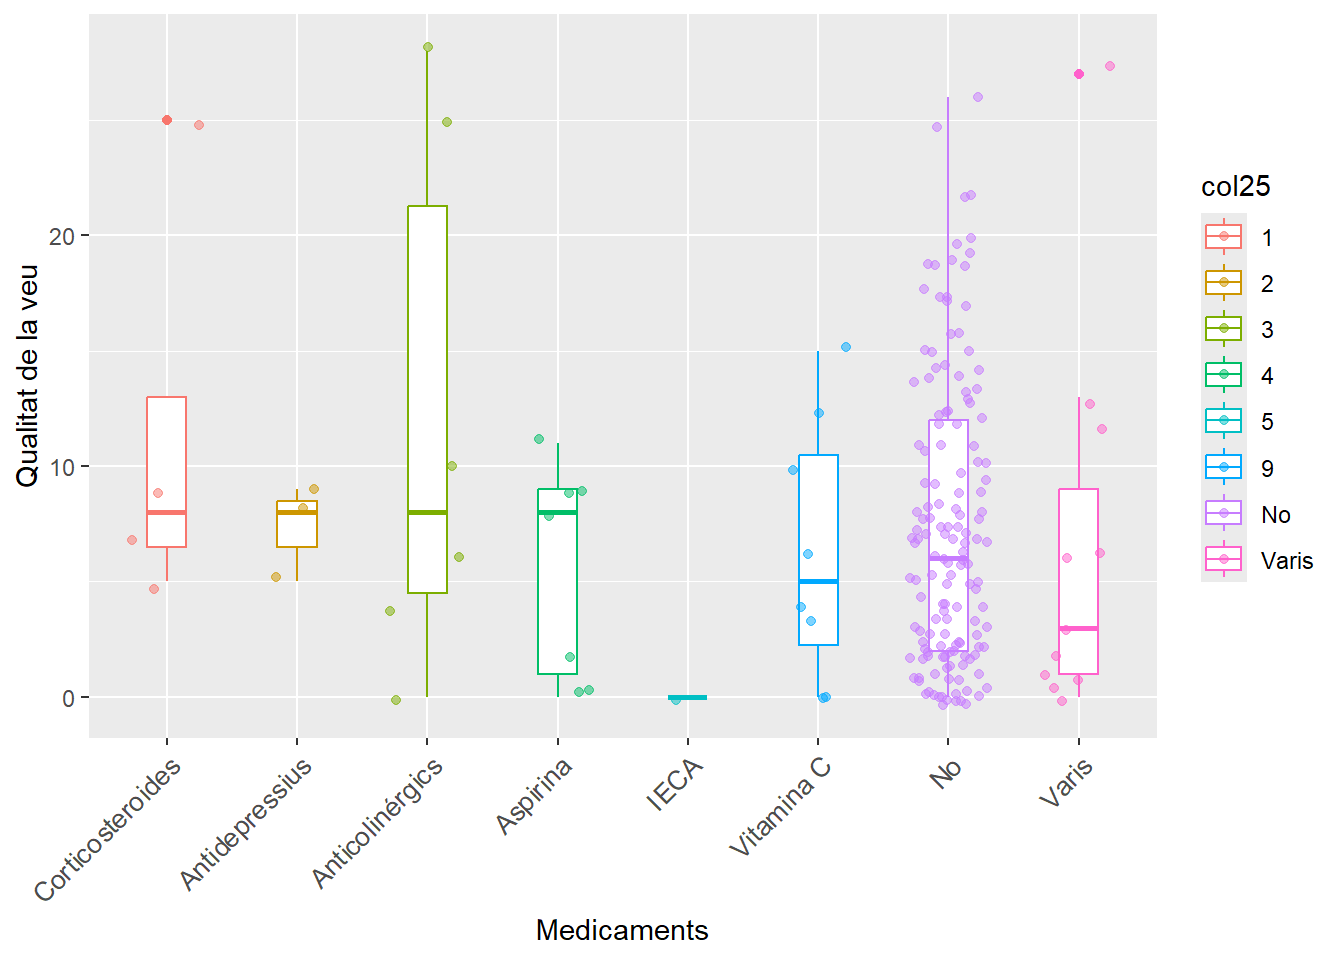 Qualitat de la veu
20
10
0
Corticosteroides
Antidepressius
Anticolinérgics
Aspirina
IECA
Vitamina C
No
Varis
Medicaments
col25
1
2
3
4
5
9
No
Varis